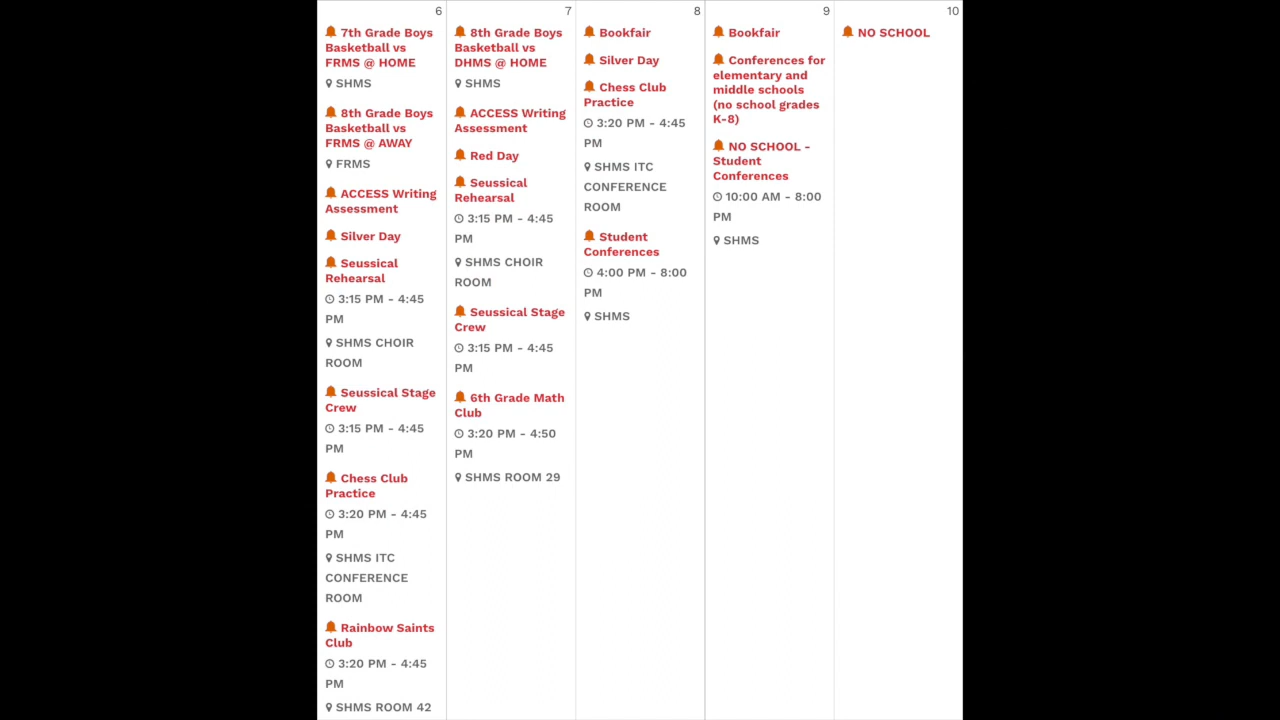 6
7th Grade Boys
Basketball vs
FRMS @ HOME
SHMS
8th Grade Boys
Basketball vs
FRMS @ AWAY
FRMS
ACCESS Writing
Assessment
Silver Day
Seussical
Rehearsal
3:15 PM - 4:45
PM
SHMS CHOIR
ROOM
Seussical Stage
Crew
3:15 PM - 4:45
PM
Chess Club
Practice
3:20 PM - 4:45
PM
SHMS ITC
CONFERENCE
ROOM
Rainbow Saints
Club
3:20 PM - 4:45
PM
SHMS ROOM 42
7
8th Grade Boys
Basketball vs
DHMS @ HOME
SHMS
ACCESS Writing
Assessment
Red Day
Seussical
Rehearsal
3:15 PM - 4:45
PM
SHMS CHOIR
ROOM
Seussical Stage
Crew
3:15 PM - 4:45
PM
6th Grade Math
Club
3:20 PM - 4:50
PM
SHMS ROOM 29
8
Bookfair
Silver Day
Chess Club
Practice
3:20 PM - 4:45
PM
SHMS ITC
CONFERENCE
ROOM
Student
Conferences
4:00 PM - 8:00
PM
SHMS
9
Bookfair
Conferences for
elementary and
middle schools
(no school grades
K-8)
NO SCHOOL -
Student
Conferences
10:00 AM - 8:00
PM
SHMS
10
NO SCHOOL